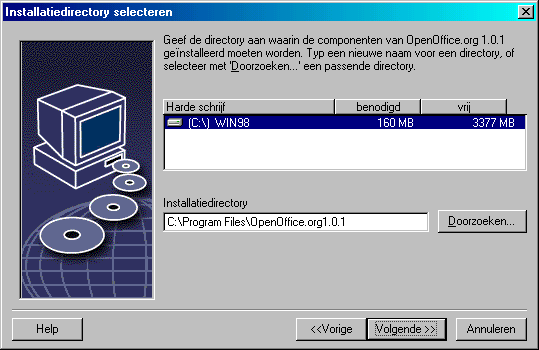 Installatiedirectory selecteren
Geef de directory aan waarin de componenten van OpenOffice.org 1.0.1
geïnstalleerd moeten worden. Typ een nieuwe naam voor een directory, of
selecteer met 'Doorzoeken...' een passende directory.
Harde schrijf benodigd vrij
(C:\) WIN98 160 MB 3377 MB
Installatiedirectory
C:\Program Files\OpenOffice.org1.0.1 Doorzoeken...
Help <<Vorige Volgende >> Annuleren